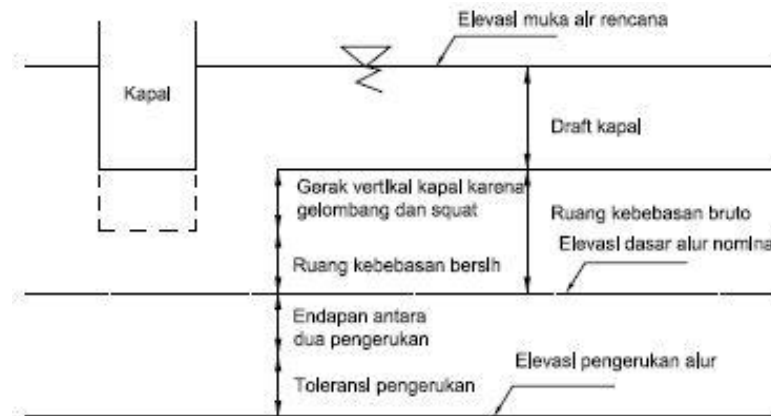 Elevasi muka air rencana
Kapal
Draft kapal
Gerak vertikal kapal karena
gelombang dan squat
Ruang kebebasan bruto
Elevasi dasar alur nomina
Ruang kebebasan bersih
Endapan antara
dua pengerukan
Elevasi pengerukan alur
Toleransi pengerukan